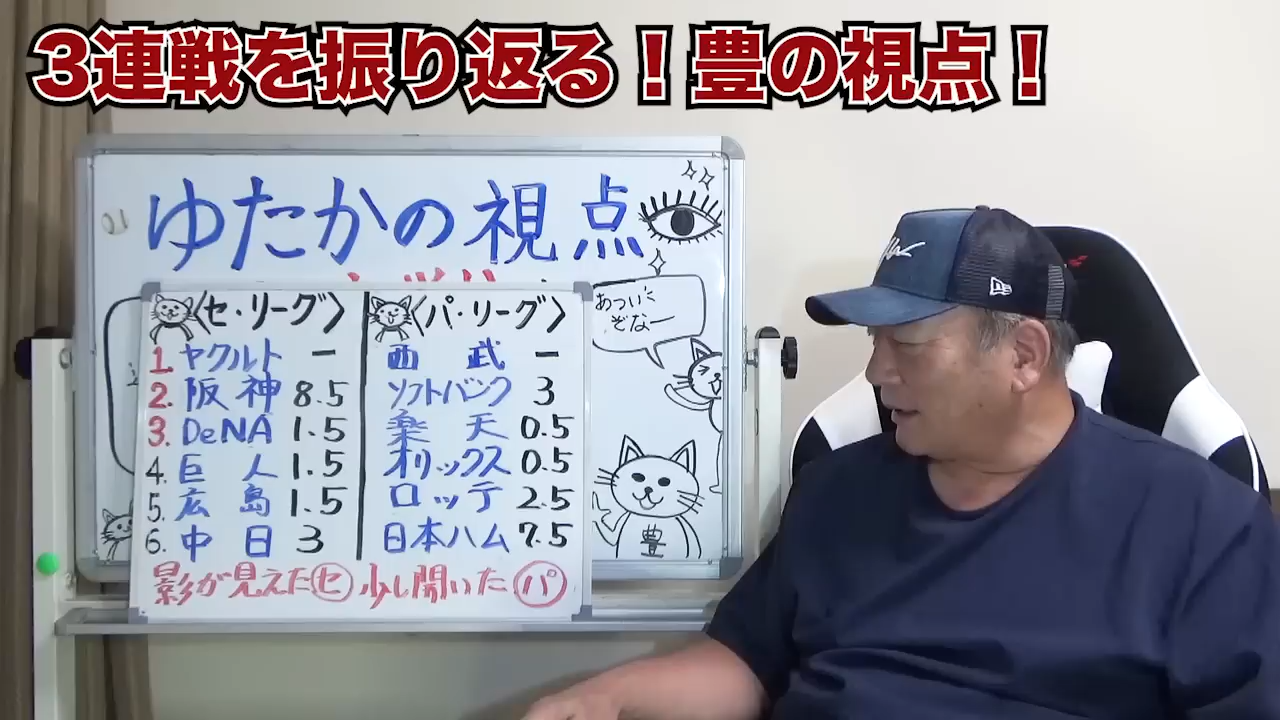 3連戦を振り返る！豊の視点！
ゆたかの視点
あついぞなー
〈セ・リーグ〉 〈パ・リーグ〉
1. ヤクルト ー 西武 ー
2. 阪神 8.5 ソフトバンク 3
3. DeNA 1.5 楽天 0.5
4. 巨人 1.5 オリックス 0.5
5. 広島 1.5 ロッテ 2.5
6. 中日 3 日本ハム 7.5
影が見えたセ 少し開いたパ
豊